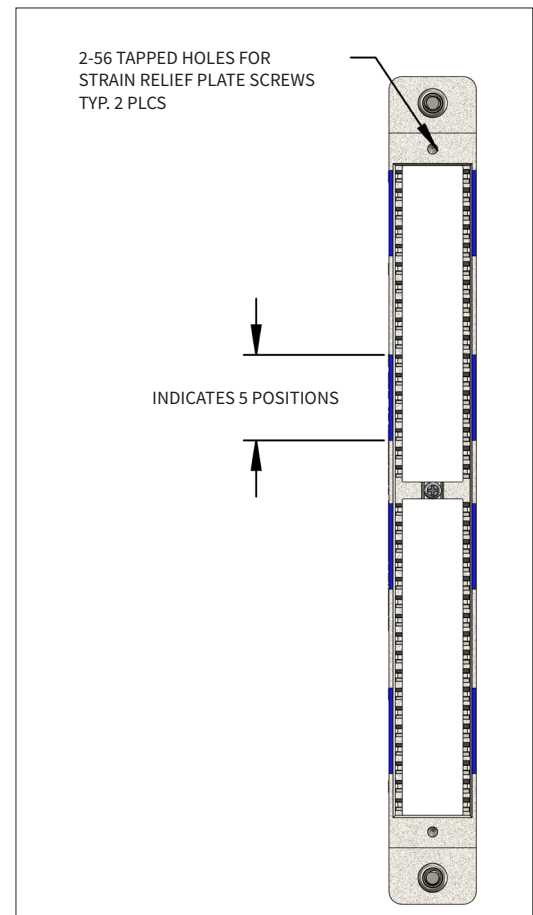 2-56 TAPPED HOLES FOR
STRAIN RELIEF PLATE SCREWS
TYP. 2 PLCS
INDICATES 5 POSITIONS